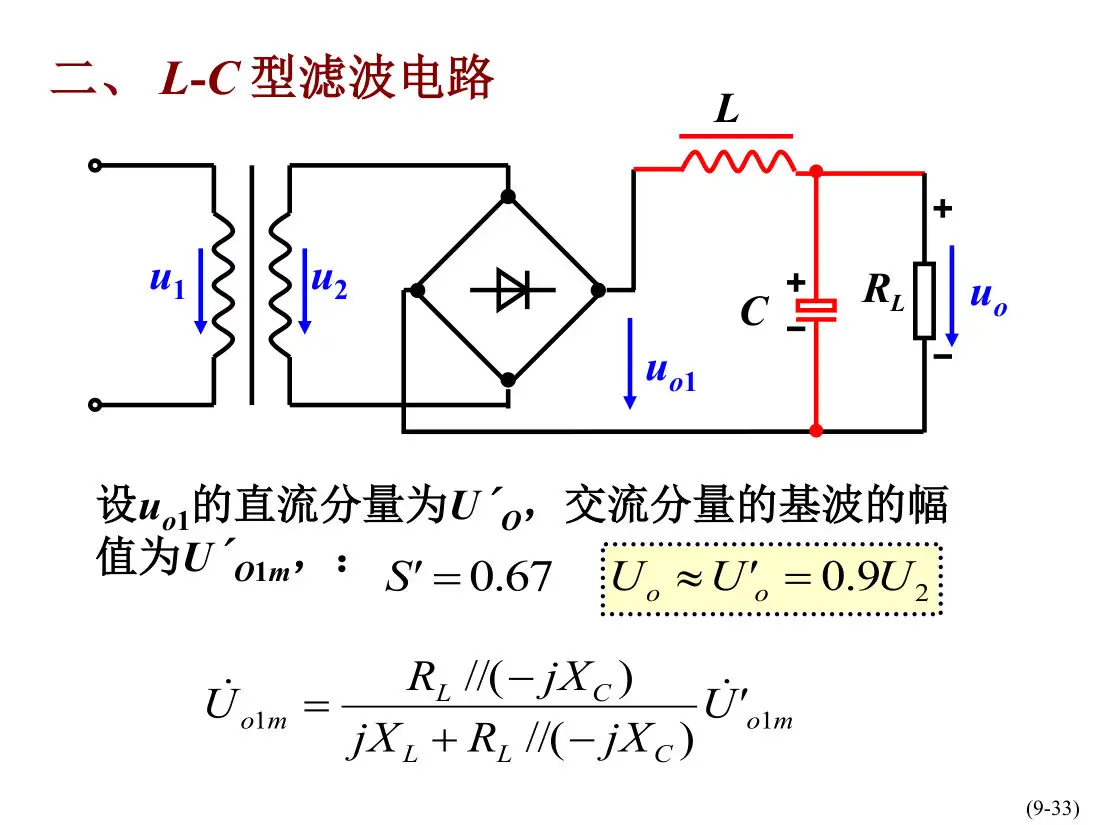 二、 L-C 型滤波电路
L
u1
u2
+
+
C
−
RL
uo
−
uo1
设uo1的直流分量为U´O，交流分量的基波的幅
值为U´O1m，： S′ = 0.67 Uo ≈ U′o = 0.9U2
U̇o1m = RL //(− jXC) / jXL + RL //(− jXC) U̇′o1m
(9-33)